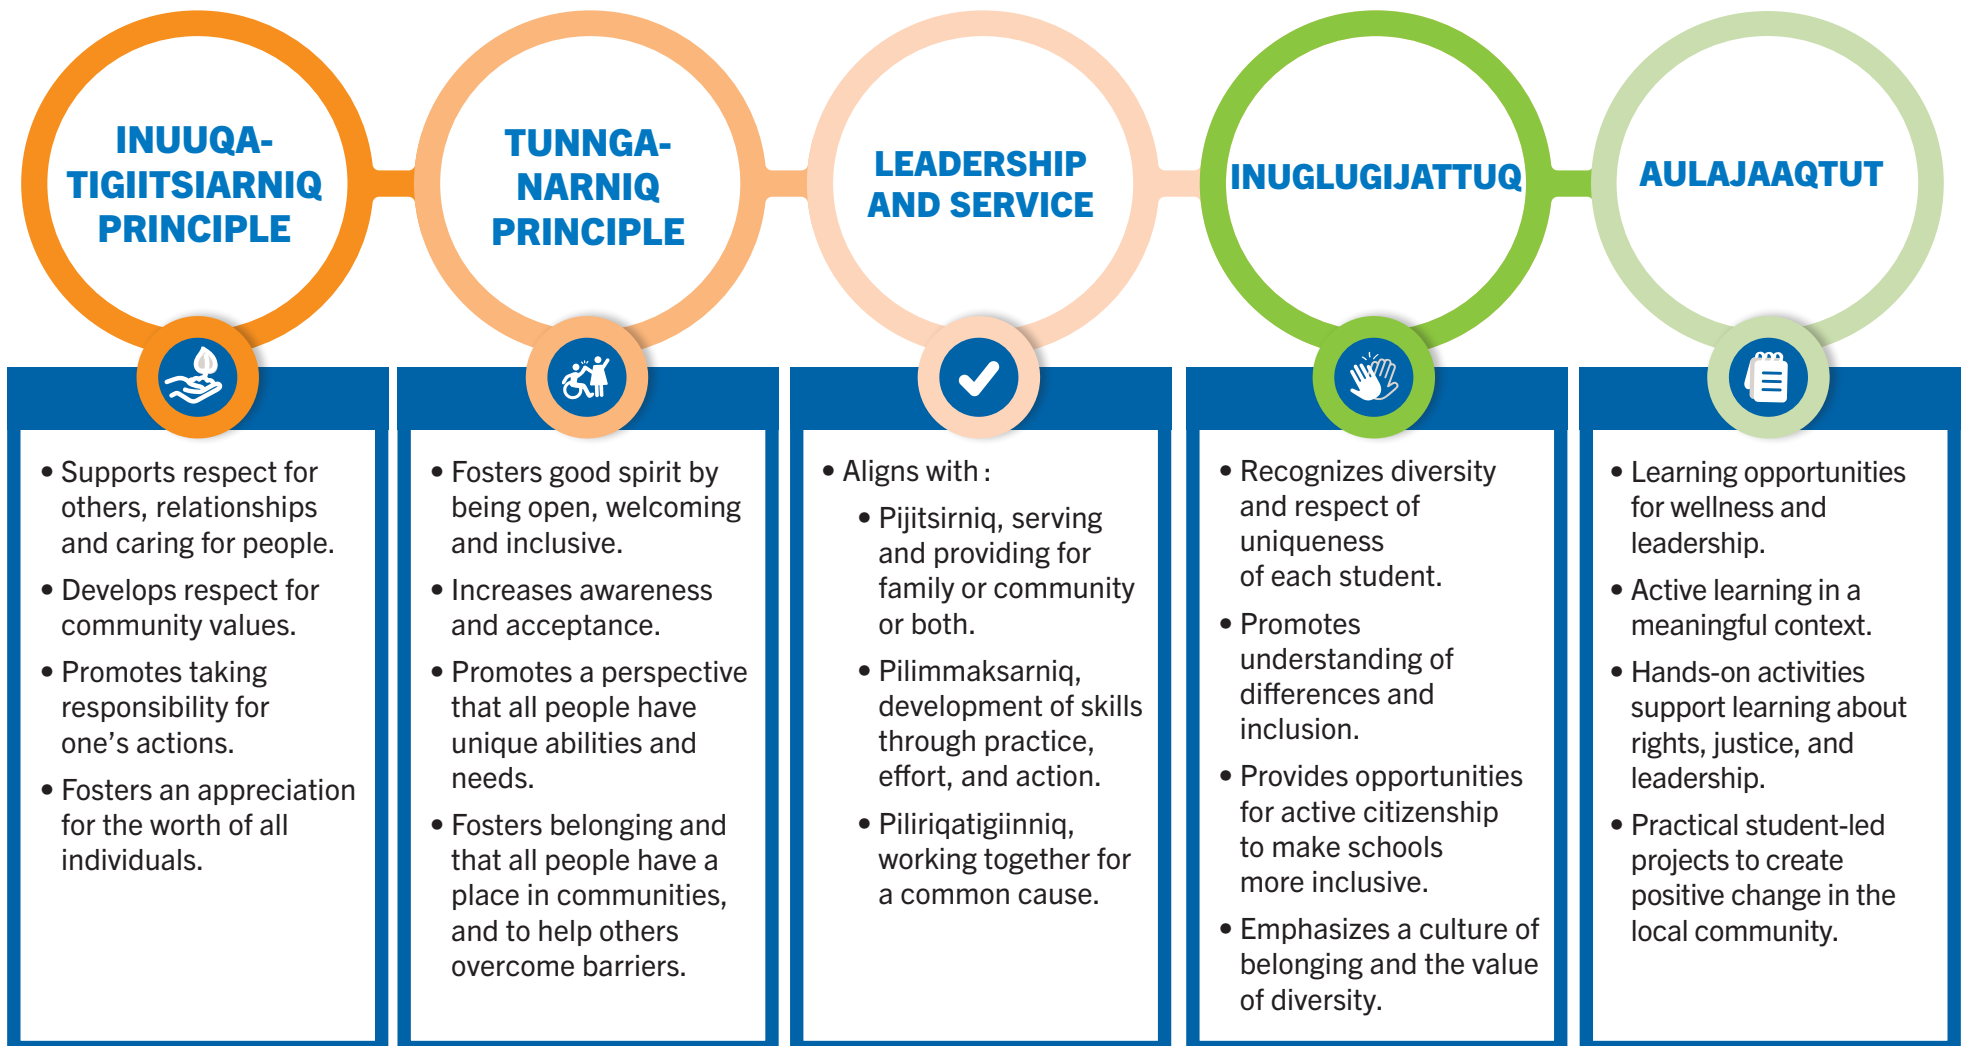 INUUQA-
TIGIITSIARNIQ
PRINCIPLE
• Supports respect for
others, relationships
and caring for people.
• Develops respect for
community values.
• Promotes taking
responsibility for
one's actions.
• Fosters an appreciation
for the worth of all
individuals.
TUNNGA-
NARNIQ
PRINCIPLE
• Fosters good spirit by
being open, welcoming
and inclusive.
• Increases awareness
and acceptance.
• Promotes a perspective
that all people have
unique abilities and
needs.
• Fosters belonging and
that all people have a
place in communities,
and to help others
overcome barriers.
LEADERSHIP
AND SERVICE
• Aligns with :
• Pijitsirniq, serving
and providing for
family or community
or both.
• Pilimmaksarniq,
development of skills
through practice,
effort, and action.
• Piliriqatigiinniq,
working together for
a common cause.
INUGLUGIJATTUQ
• Recognizes diversity
and respect of
uniqueness
of each student.
• Promotes
understanding of
differences and
inclusion.
• Provides opportunities
for active citizenship
to make schools
more inclusive.
• Emphasizes a culture of
belonging and the value
of diversity.
AULAJAAQTUT
• Learning opportunities
for wellness and
leadership.
• Active learning in a
meaningful context.
• Hands-on activities
support learning about
rights, justice, and
leadership.
• Practical student-led
projects to create
positive change in the
local community.